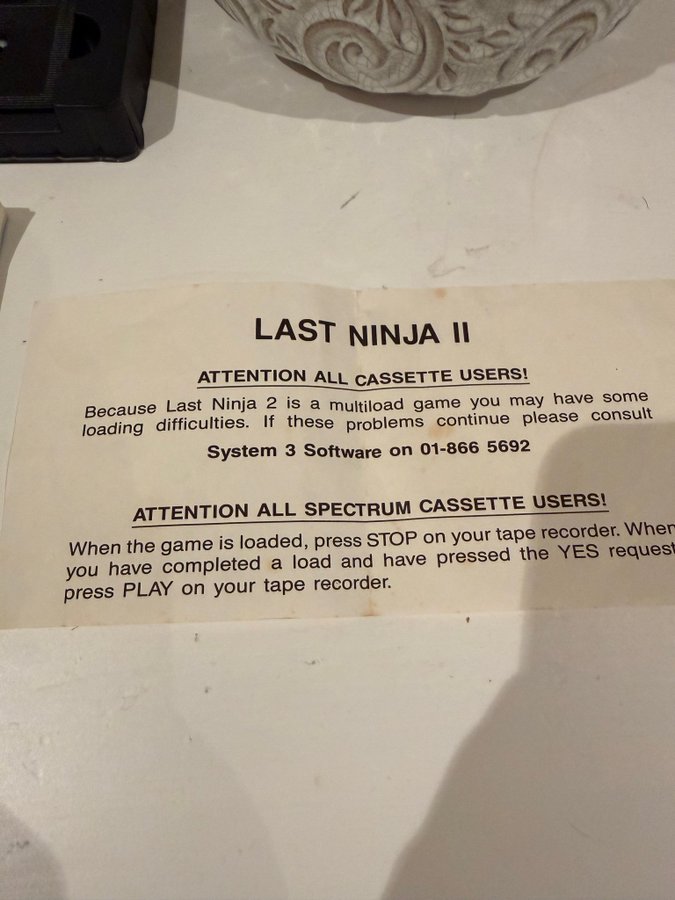 LAST NINJA II
ATTENTION ALL CASSETTE USERS!
Because Last Ninja 2 is a multiload game you may have some
loading difficulties. If these problems continue please consult
System 3 Software on 01-866 5692
ATTENTION ALL SPECTRUM CASSETTE USERS!
When the game is loaded, press STOP on your tape recorder. When
you have completed a load and have pressed the YES request
press PLAY on your tape recorder.